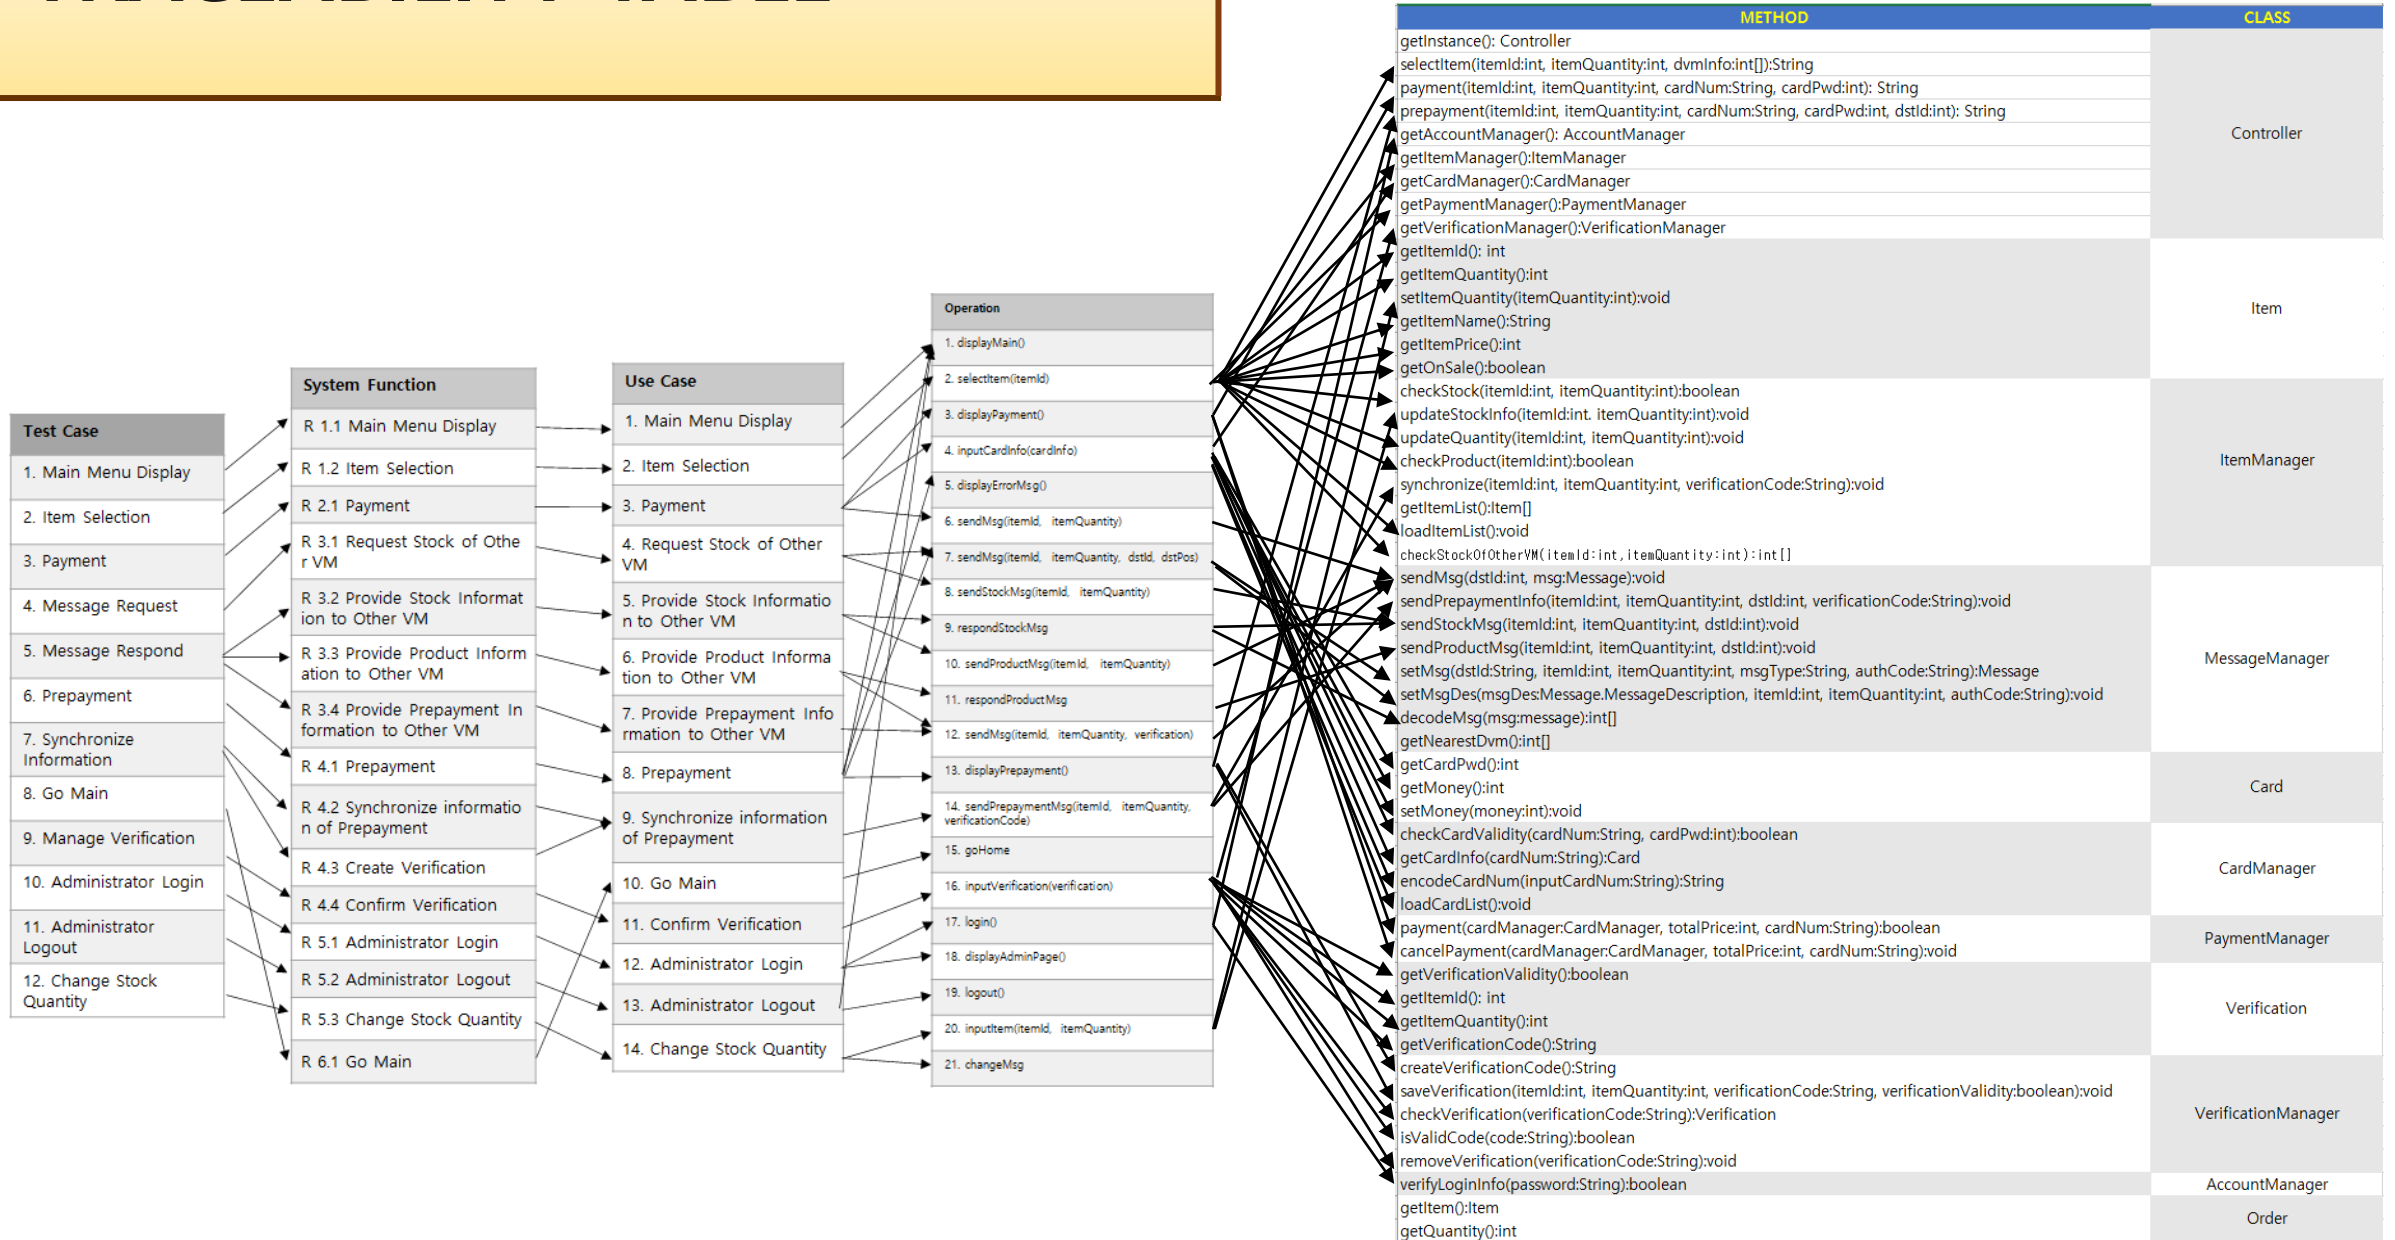 Test Case
1. Main Menu Display
2. Item Selection
3. Payment
4. Message Request
5. Message Respond
6. Prepayment
7. Synchronize
Information
8. Go Main
9. Manage Verification
10. Administrator Login
11. Administrator
Logout
12. Change Stock
Quantity
System Function
R 1.1 Main Menu Display
R 1.2 Item Selection
R 2.1 Payment
R 3.1 Request Stock of Othe
r VM
R 3.2 Provide Stock Informat
ion to Other VM
R 3.3 Provide Product Inform
ation to Other VM
R 3.4 Provide Prepayment In
formation to Other VM
R 4.1 Prepayment
R 4.2 Synchronize informatio
n of Prepayment
R 4.3 Create Verification
R 4.4 Confirm Verification
R 5.1 Administrator Login
R 5.2 Administrator Logout
R 5.3 Change Stock Quantity
R 6.1 Go Main
Use Case
1. Main Menu Display
2. Item Selection
3. Payment
4. Request Stock of Other
VM
5. Provide Stock Informatio
n to Other VM
6. Provide Product Informa
tion to Other VM
7. Provide Prepayment Info
rmation to Other VM
8. Prepayment
9. Synchronize information
of Prepayment
10. Go Main
11. Confirm Verification
12. Administrator Login
13. Administrator Logout
14. Change Stock Quantity
Operation
1. displayMain()
2. selectItem(itemId)
3. displayPayment()
4. inputCardInfo(cardInfo)
5. displayErrorMsg()
6. sendMsg(itemId, itemQuantity)
7. sendMsg(itemId, itemQuantity, dstId, dstPos)
8. sendStockMsg(itemId, itemQuantity)
9. respondStockMsg
10. sendProductMsg(itemId, itemQuantity)
11. respondProductMsg
12. sendMsg(itemId, itemQuantity, verification)
13. displayPrepayment()
14. sendPrepaymentMsg(itemId, itemQuantity,
verificationCode)
15. goHome
16. inputVerification(verification)
17. login()
18. displayAdminPage()
19. logout()
20. inputItem(itemId, itemQuantity)
21. changeMsg
METHOD CLASS
getInstance(): Controller
selectItem(itemId:int, itemQuantity:int, dvmInfo:int[]):String
payment(itemId:int, itemQuantity:int, cardNum:String, cardPwd:int): String
prepayment(itemId:int, itemQuantity:int, cardNum:String, cardPwd:int, dstId:int): String
getAccountManager(): AccountManager
Controller
getItemManager():ItemManager
getCardManager():CardManager
getPaymentManager():PaymentManager
getVerificationManager():VerificationManager
getItemId(): int
getItemQuantity():int
setItemQuantity(itemQuantity:int):void
Item
getItemName():String
getItemPrice():int
getOnSale():boolean
checkStock(itemId:int, itemQuantity:int):boolean
updateStockInfo(itemId:int. itemQuantity:int):void
updateQuantity(itemId:int, itemQuantity:int):void
checkProduct(itemId:int):boolean
ItemManager
synchronize(itemId:int, itemQuantity:int, verificationCode:String):void
getItemList():Item[]
loadItemList():void
checkStockOfOtherVM(itemId:int,itemQuantity:int):int[]
sendMsg(dstId:int, msg:Message):void
sendPrepaymentInfo(itemId:int, itemQuantity:int, dstId:int, verificationCode:String):void
sendStockMsg(itemId:int, itemQuantity:int, dstId:int):void
sendProductMsg(itemId:int, itemQuantity:int, dstId:int):void
MessageManager
setMsg(dstId:String, itemId:int, itemQuantity:int, msgType:String, authCode:String):Message
setMsgDes(msgDes:Message.MessageDescription, itemId:int, itemQuantity:int, authCode:String):void
decodeMsg(msg:message):int[]
getNearestDvm():int[]
getCardPwd():int
getMoney():int
Card
setMoney(money:int):void
checkCardValidity(cardNum:String, cardPwd:int):boolean
getCardInfo(cardNum:String):Card
CardManager
encodeCardNum(inputCardNum:String):String
loadCardList():void
payment(cardManager:CardManager, totalPrice:int, cardNum:String):boolean
PaymentManager
cancelPayment(cardManager:CardManager, totalPrice:int, cardNum:String):void
getVerificationValidity():boolean
getItemId(): int
Verification
getItemQuantity():int
getVerificationCode():String
createVerificationCode():String
saveVerification(itemId:int, itemQuantity:int, verificationCode:String, verificationValidity:boolean):void
checkVerification(verificationCode:String):Verification
VerificationManager
isValidCode(code:String):boolean
removeVerification(verificationCode:String):void
verifyLoginInfo(password:String):boolean
AccountManager
getItem():Item
Order
getQuantity():int